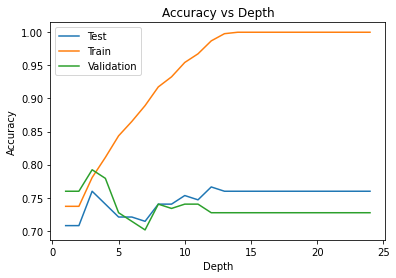 Accuracy vs Depth
Test
Train
Validation
1.00
0.95
0.90
0.85
0.80
0.75
0.70
Accuracy
0 5 10 15 20 25
Depth